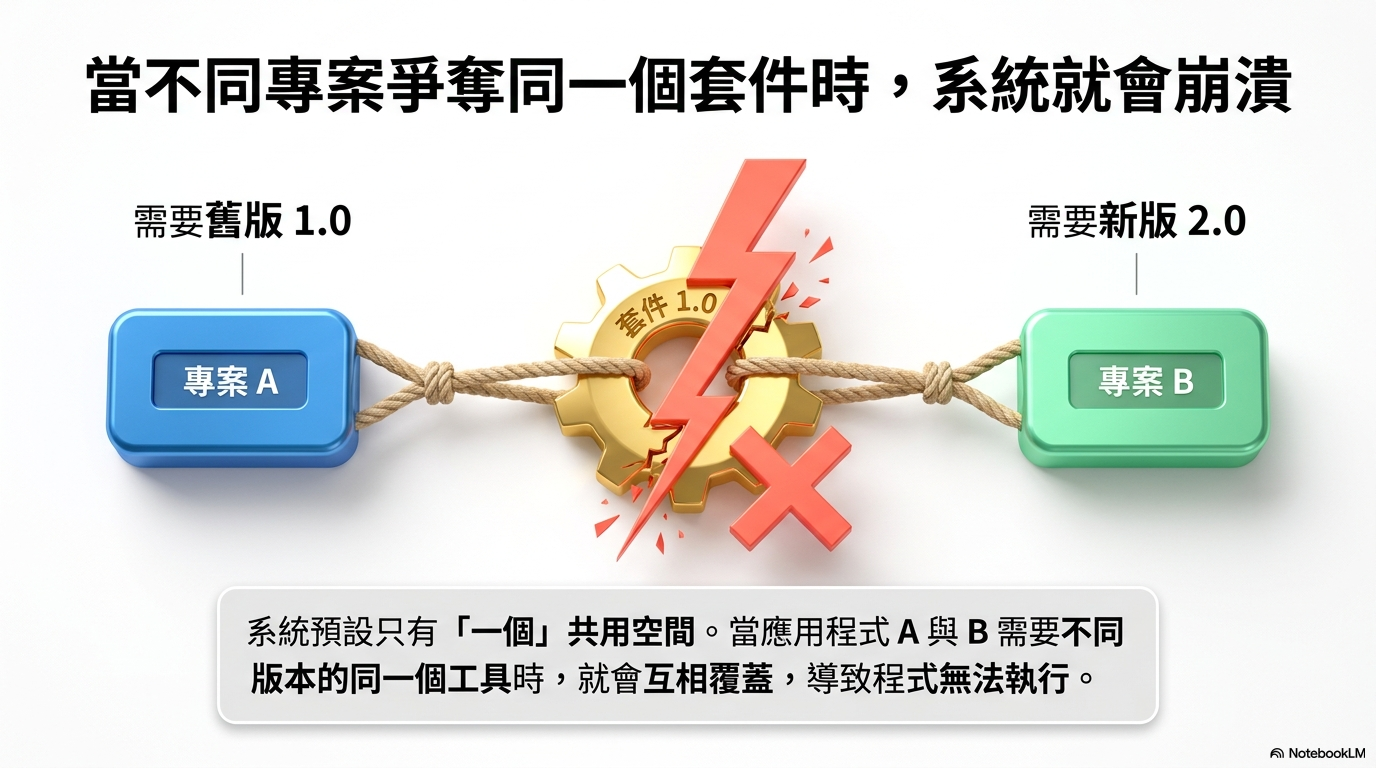 當不同專案爭奪同一個套件時，系統就會崩潰
需要舊版 1.0
需要新版 2.0
套件 1.0
專案 A
專案 B
系統預設只有「一個」共用空間。當應用程式 A 與 B 需要不同
版本的同一個工具時，就會互相覆蓋，導致程式無法執行。
NotebookLM